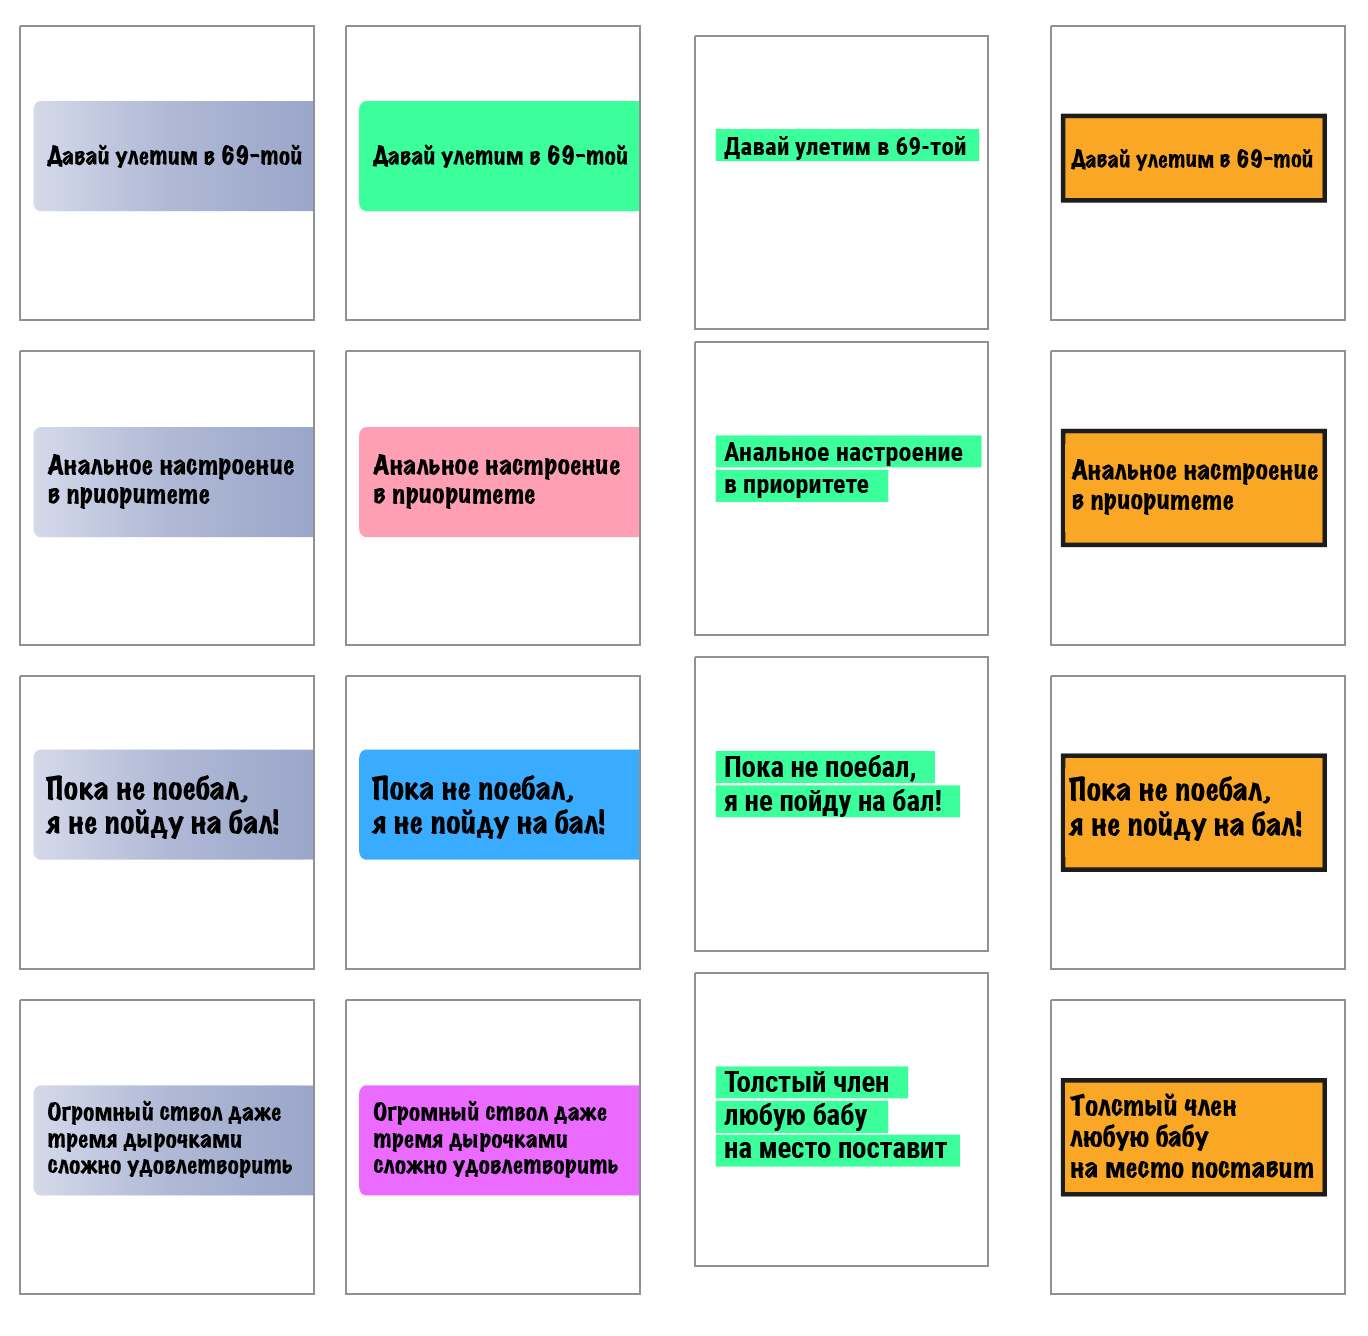 Давай улетим в 69-той
Давай улетим в 69-той
Давай улетим в 69-той
Давай улетим в 69-той
Анальное настроение
в приоритете
Анальное настроение
в приоритете
Анальное настроение
в приоритете
Анальное настроение
в приоритете
Пока не поебал,
я не пойду на бал!
Пока не поебал,
я не пойду на бал!
Пока не поебал,
я не пойду на бал!
Пока не поебал,
я не пойду на бал!
Огромный ствол даже
тремя дырочками
сложно удовлетворить
Огромный ствол даже
тремя дырочками
сложно удовлетворить
Толстый член
любую бабу
на место поставит
Толстый член
любую бабу
на место поставит